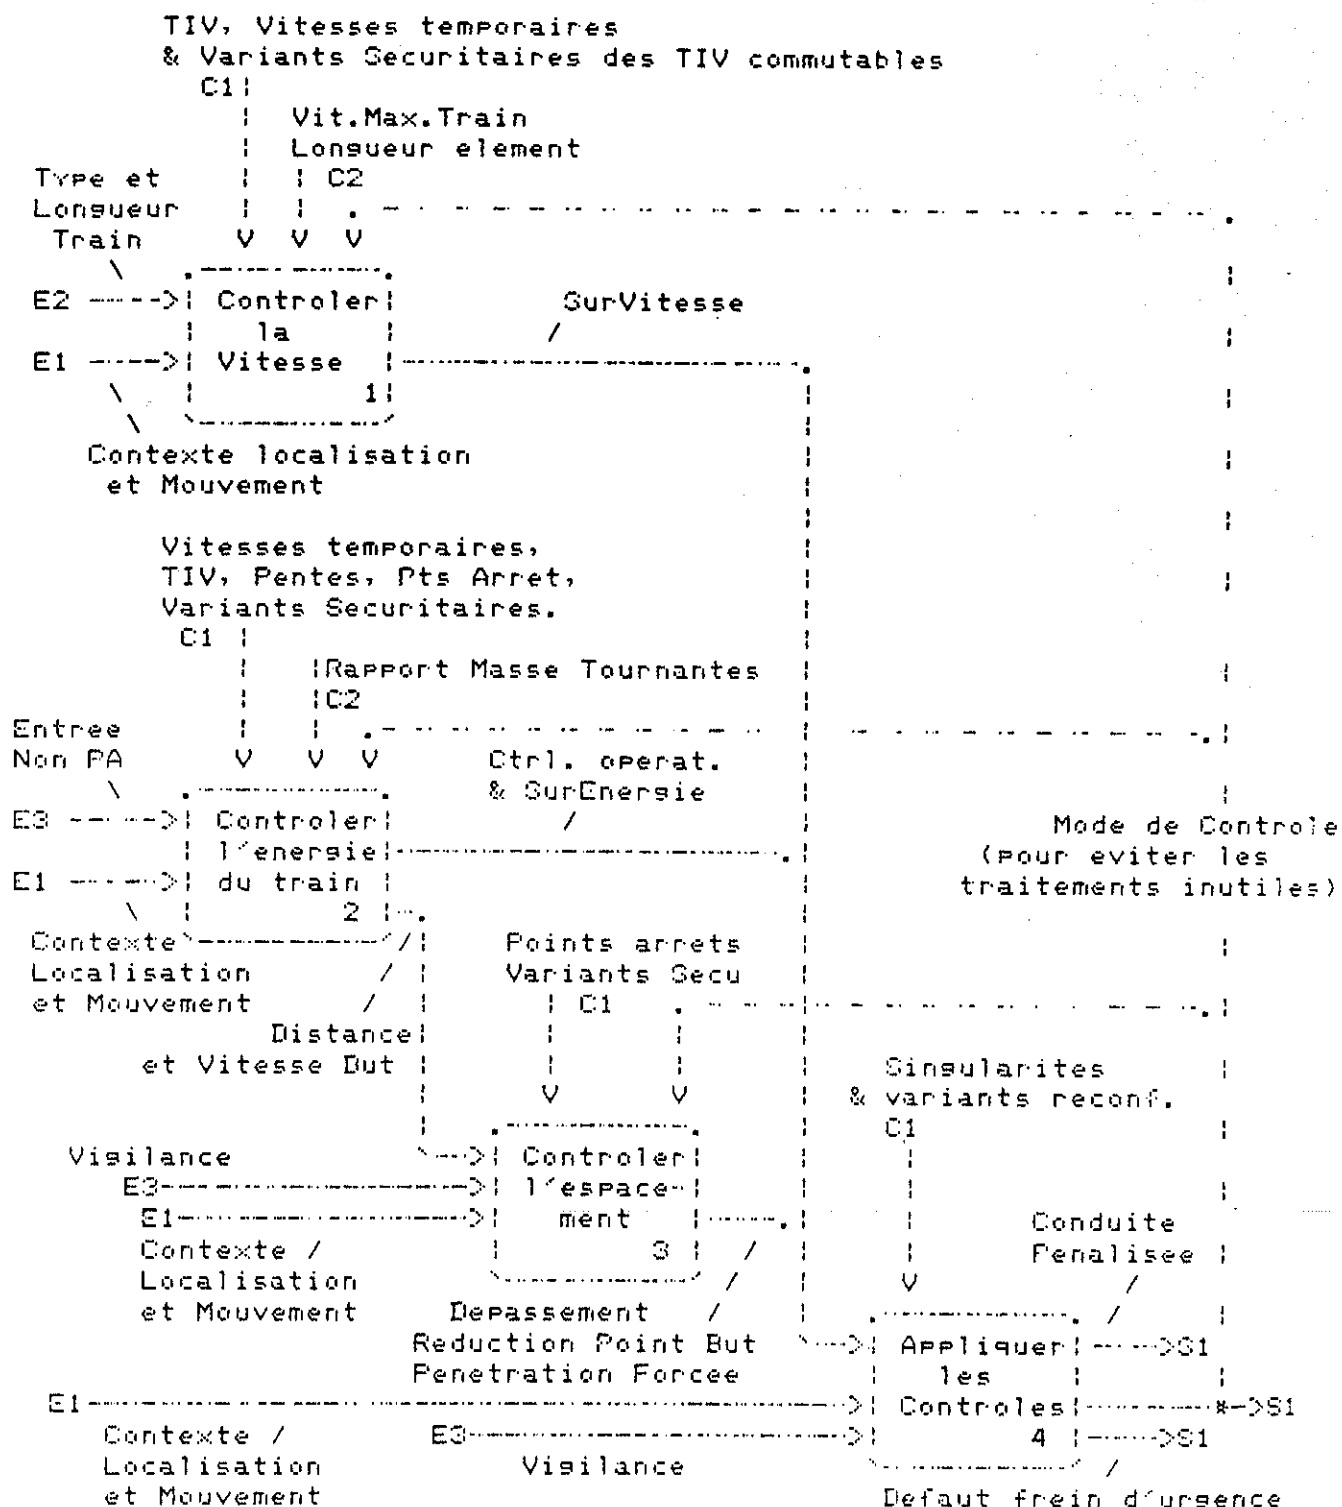 TIV, Vitesses temporaires
& Variants Securitaires des TIV commutables
C1
Vit.Max.Train
Longueur element
Type et
C2
Longueur
Train
E2
Controler
SurVitesse
la
E1
Vitesse
1
Contexte localisation
et Mouvement
Vitesses temporaires,
TIV, Pentes, Pts Arret,
Variants Securitaires.
C1
Rapport Masse Tournantes
C2
Entree
Non PA
Ctrl. operat.
& SurEnergie
E3
Controler
Mode de Controle
l'energie
(pour eviter les
E1
du train
traitements inutiles)
2
Contexte
Points arrets
Localisation
Variants Secu
et Mouvement
C1
Distance
et Vitesse But
Singularites
& variants reconf.
C1
Vigilance
Controler
E3
l'espace-
E1
ment
Conduite
Contexte
3
Penalisee
Localisation
et Mouvement
Depassement
Reduction Point But
Appliquer
S1
Penetration Forcee
les
E1
Controles
S1
Contexte
E3
4
S1
Localisation
Vigilance
et Mouvement
Defaut frein d'urgence